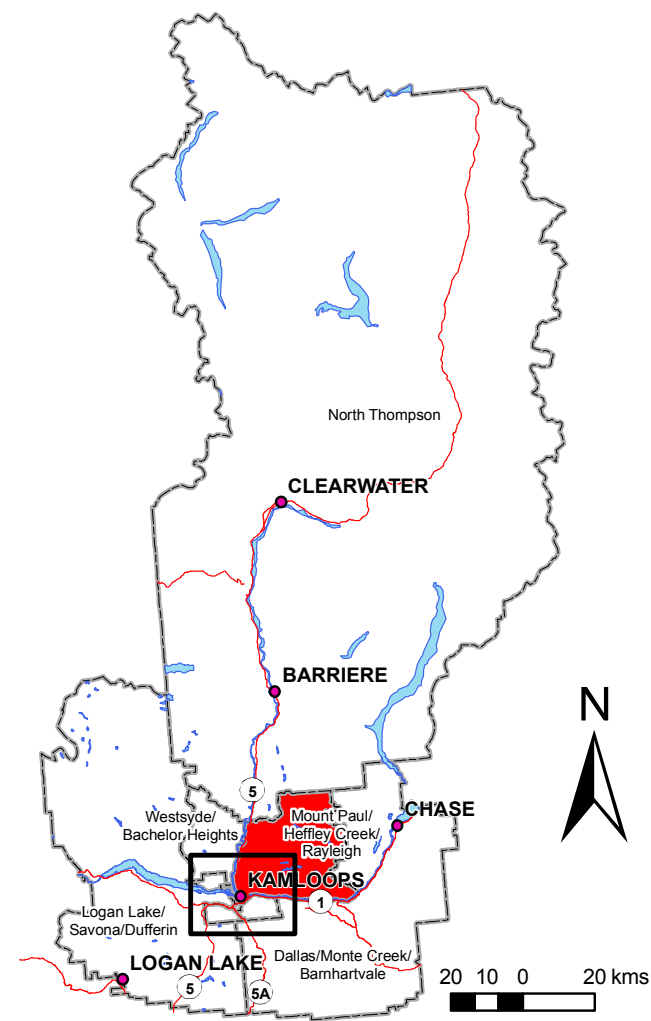 North Thompson
CLEARWATER
BARRIERE
N
5
Westsyde/
Bachelor Heights
Mount Paul/
Heffley Creek/
Rayleigh
CHASE
KAMLOOPS
1
Logan Lake/
Savona/Dufferin
Dallas/Monte Creek/
Barnhartvale
LOGAN LAKE
5
5A
20 10 0 20 kms